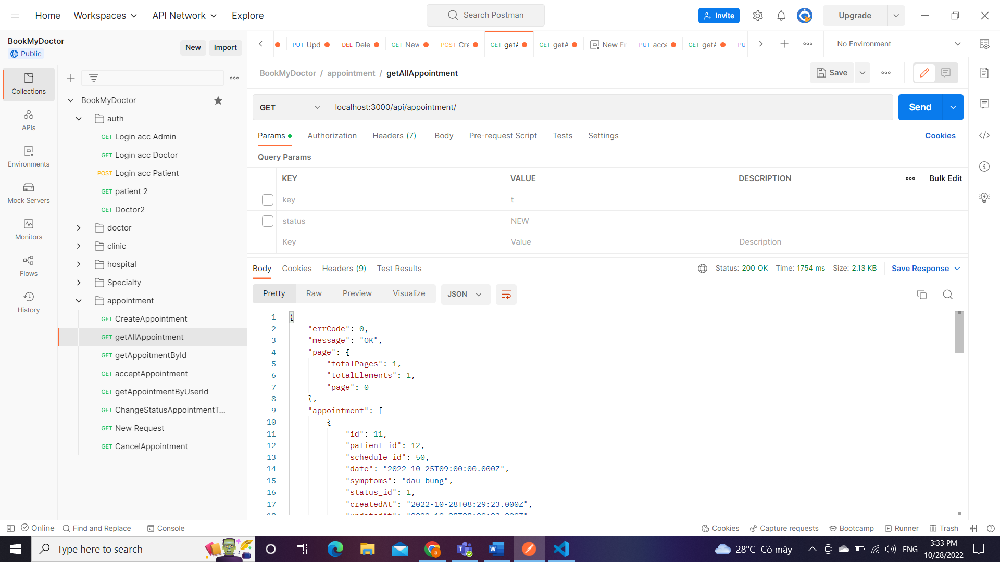 Home Workspaces API Network Explore Search Postman Invite Upgrade
BookMyDoctor
Public
New Import
PUT Upd DEL Dele GET New POST Cre GET getA GET getA New En PUT acce GET getA PUT No Environment
BookMyDoctor / appointment / getAllAppointment Save
Collections
APIs
Environments
Mock Servers
Monitors
Flows
History
BookMyDoctor
auth
GET Login acc Admin
GET Login acc Doctor
POST Login acc Patient
GET patient 2
GET Doctor2
doctor
clinic
hospital
Specialty
appointment
GET CreateAppointment
GET getAllAppointment
GET getAppoitmentById
GET acceptAppointment
GET getAppointmentByUserId
GET ChangeStatusAppointmentT...
GET New Request
GET CancelAppointment
GET localhost:3000/api/appointment/ Send
Params Authorization Headers (7) Body Pre-request Script Tests Settings Cookies
Query Params
KEY VALUE DESCRIPTION Bulk Edit
key t
status NEW
Key Value Description
Body Cookies Headers (9) Test Results Status: 200 OK Time: 1754 ms Size: 2.13 KB Save Response
Pretty Raw Preview Visualize JSON
1 {
2 "errCode": 0,
3 "message": "OK",
4 "page": {
5 "totalPages": 1,
6 "totalElements": 1,
7 "page": 0
8 },
9 "appointment": [
10 {
11 "id": 11,
12 "patient_id": 12,
13 "schedule_id": 50,
14 "date": "2022-10-25T09:00:00.000Z",
15 "symptoms": "dau bung",
16 "status_id": 1,
17 "createdAt": "2022-10-28T08:29:23.000Z",
Online Find and Replace Console Cookies Capture requests Bootcamp Runner Trash
Type here to search 28°C Có mây ENG 3:33 PM
10/28/2022